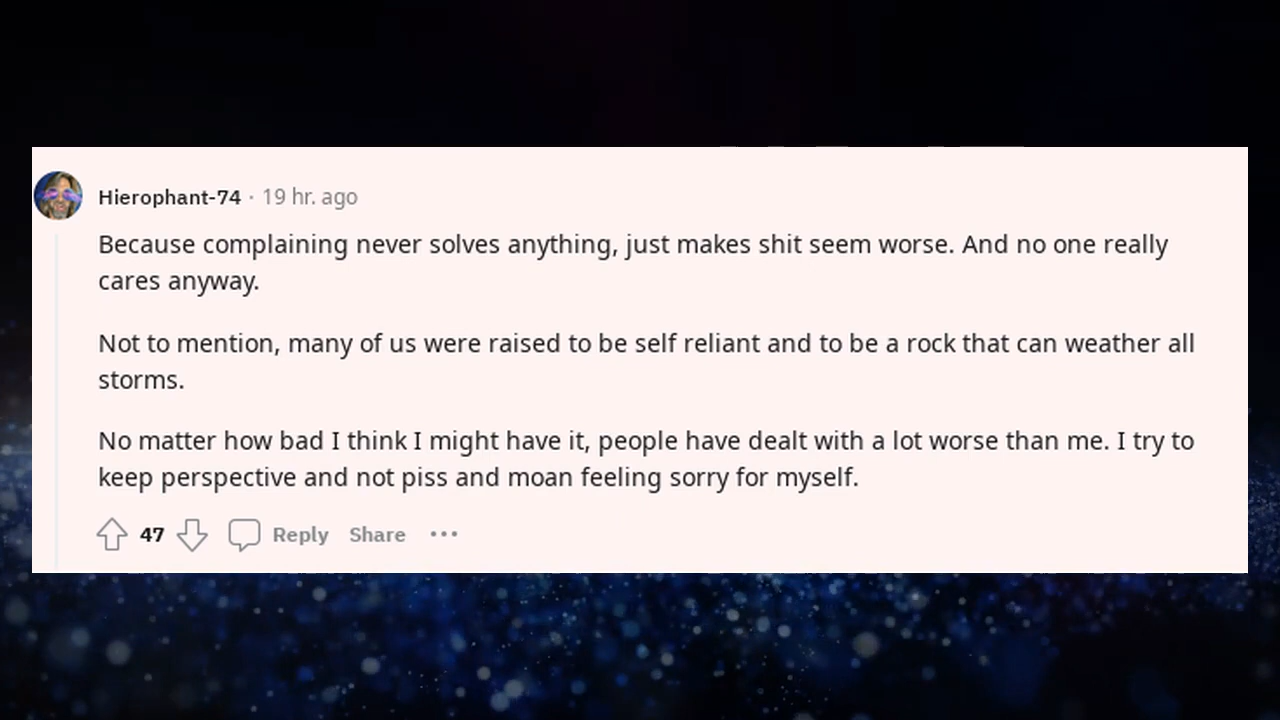 Hierophant-74 · 19 hr. ago
Because complaining never solves anything, just makes shit seem worse. And no one really
cares anyway.
Not to mention, many of us were raised to be self reliant and to be a rock that can weather all
storms.
No matter how bad I think I might have it, people have dealt with a lot worse than me. I try to
keep perspective and not piss and moan feeling sorry for myself.
47 Reply Share ···